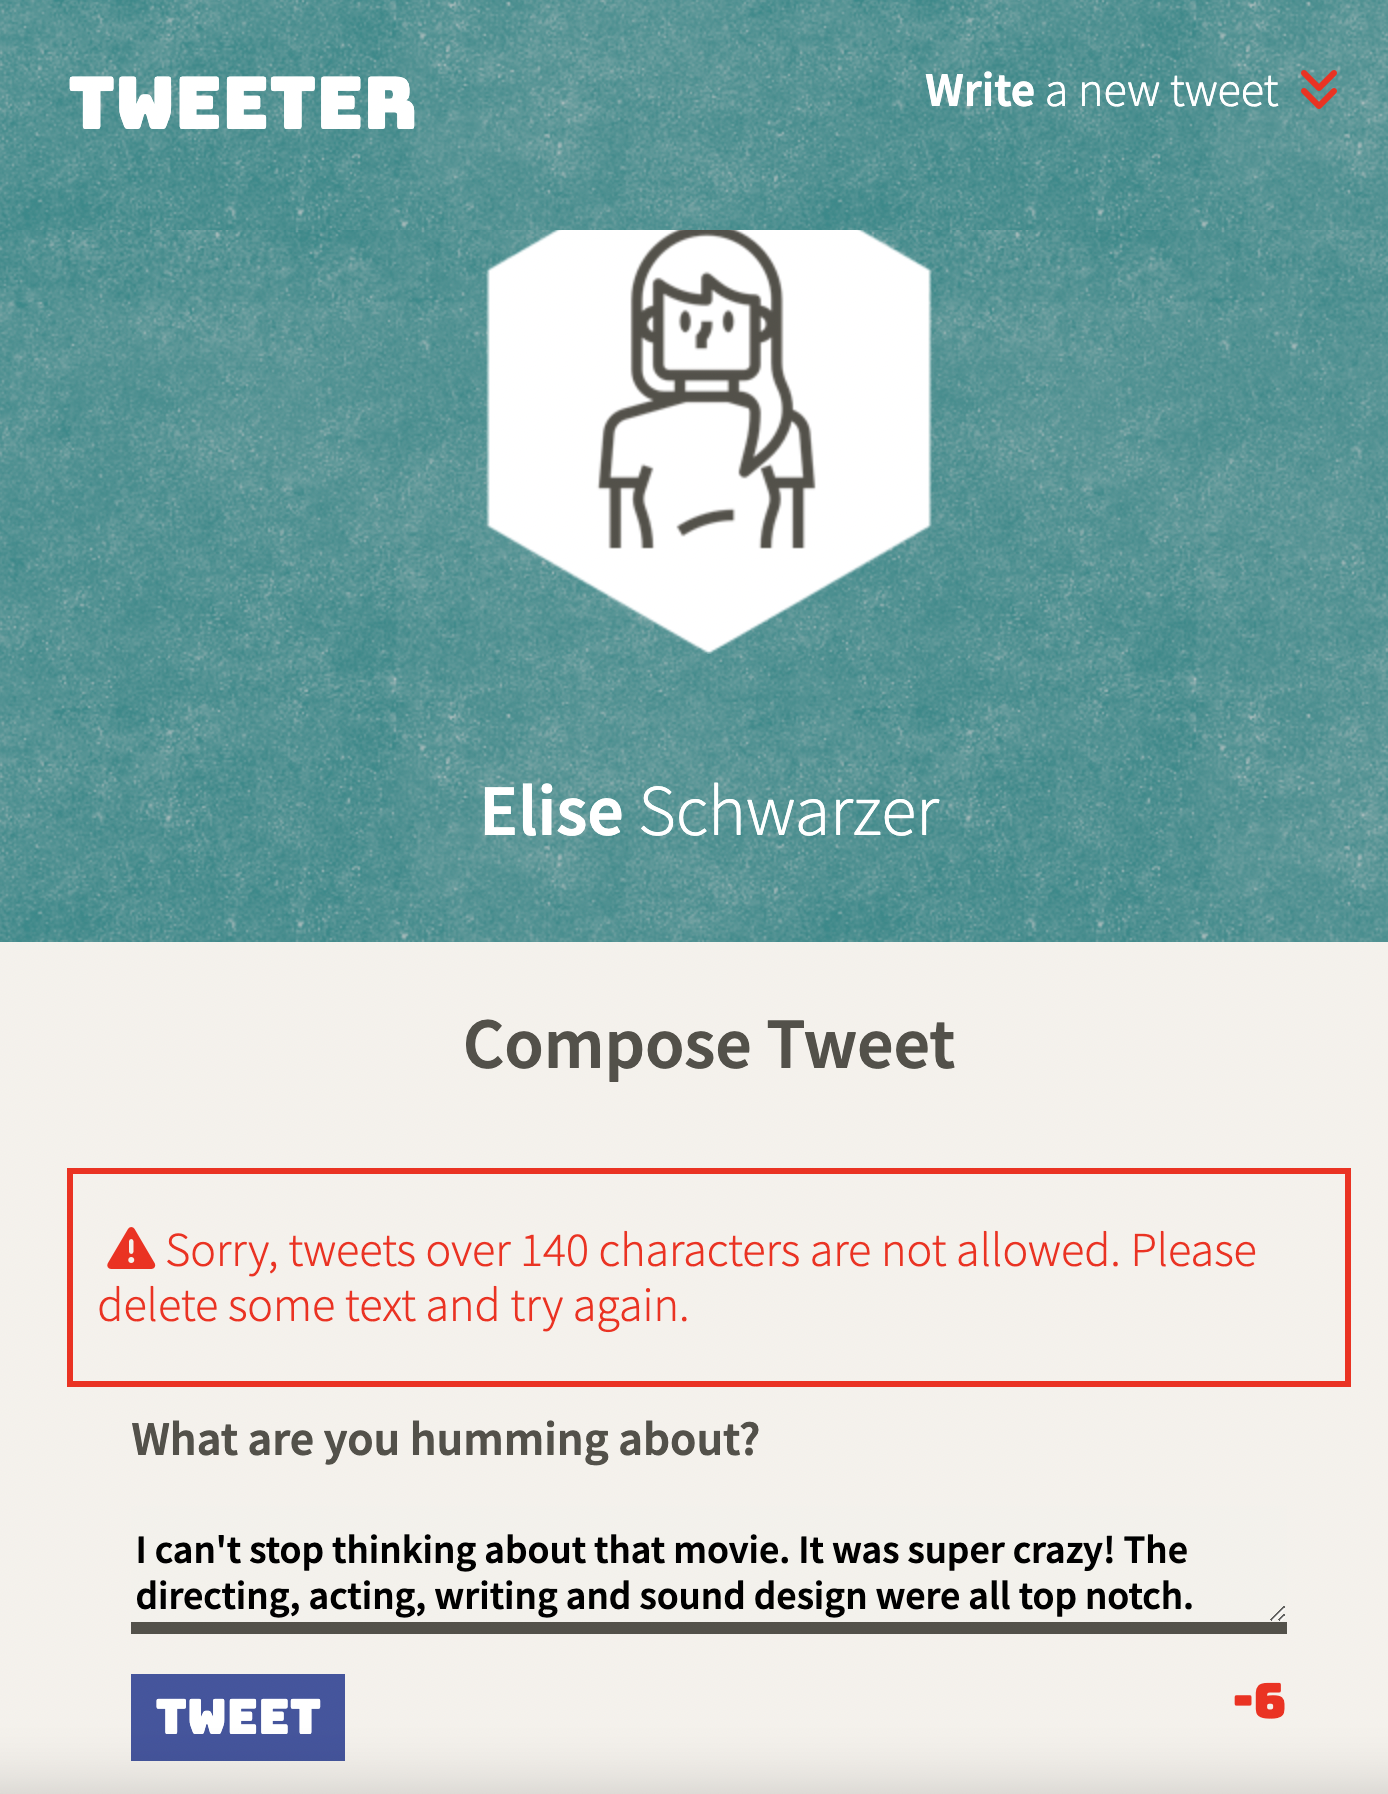 TWEETER
Write a new tweet
Elise Schwarzer
Compose Tweet
Sorry, tweets over 140 characters are not allowed. Please
delete some text and try again.
What are you humming about?
I can't stop thinking about that movie. It was super crazy! The
directing, acting, writing and sound design were all top notch.
TWEET
-6